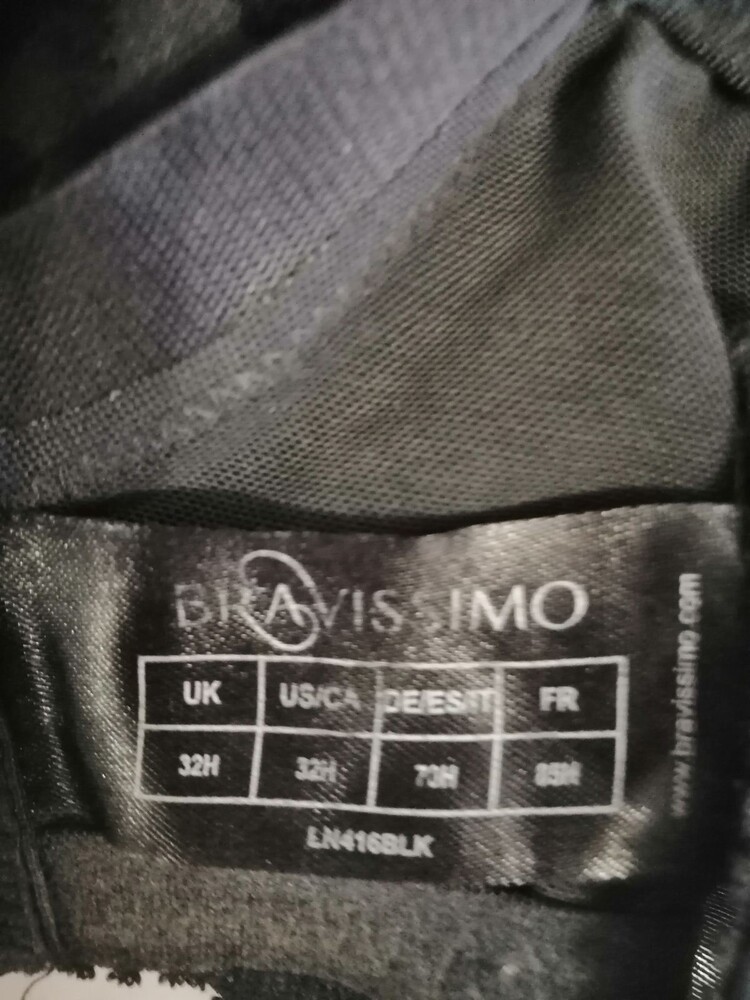 BRAVISSIMO
UK US/CA DE/ES/IT FR
32H 32H 70H 85H
LN416BLK
www.bravissimo.com